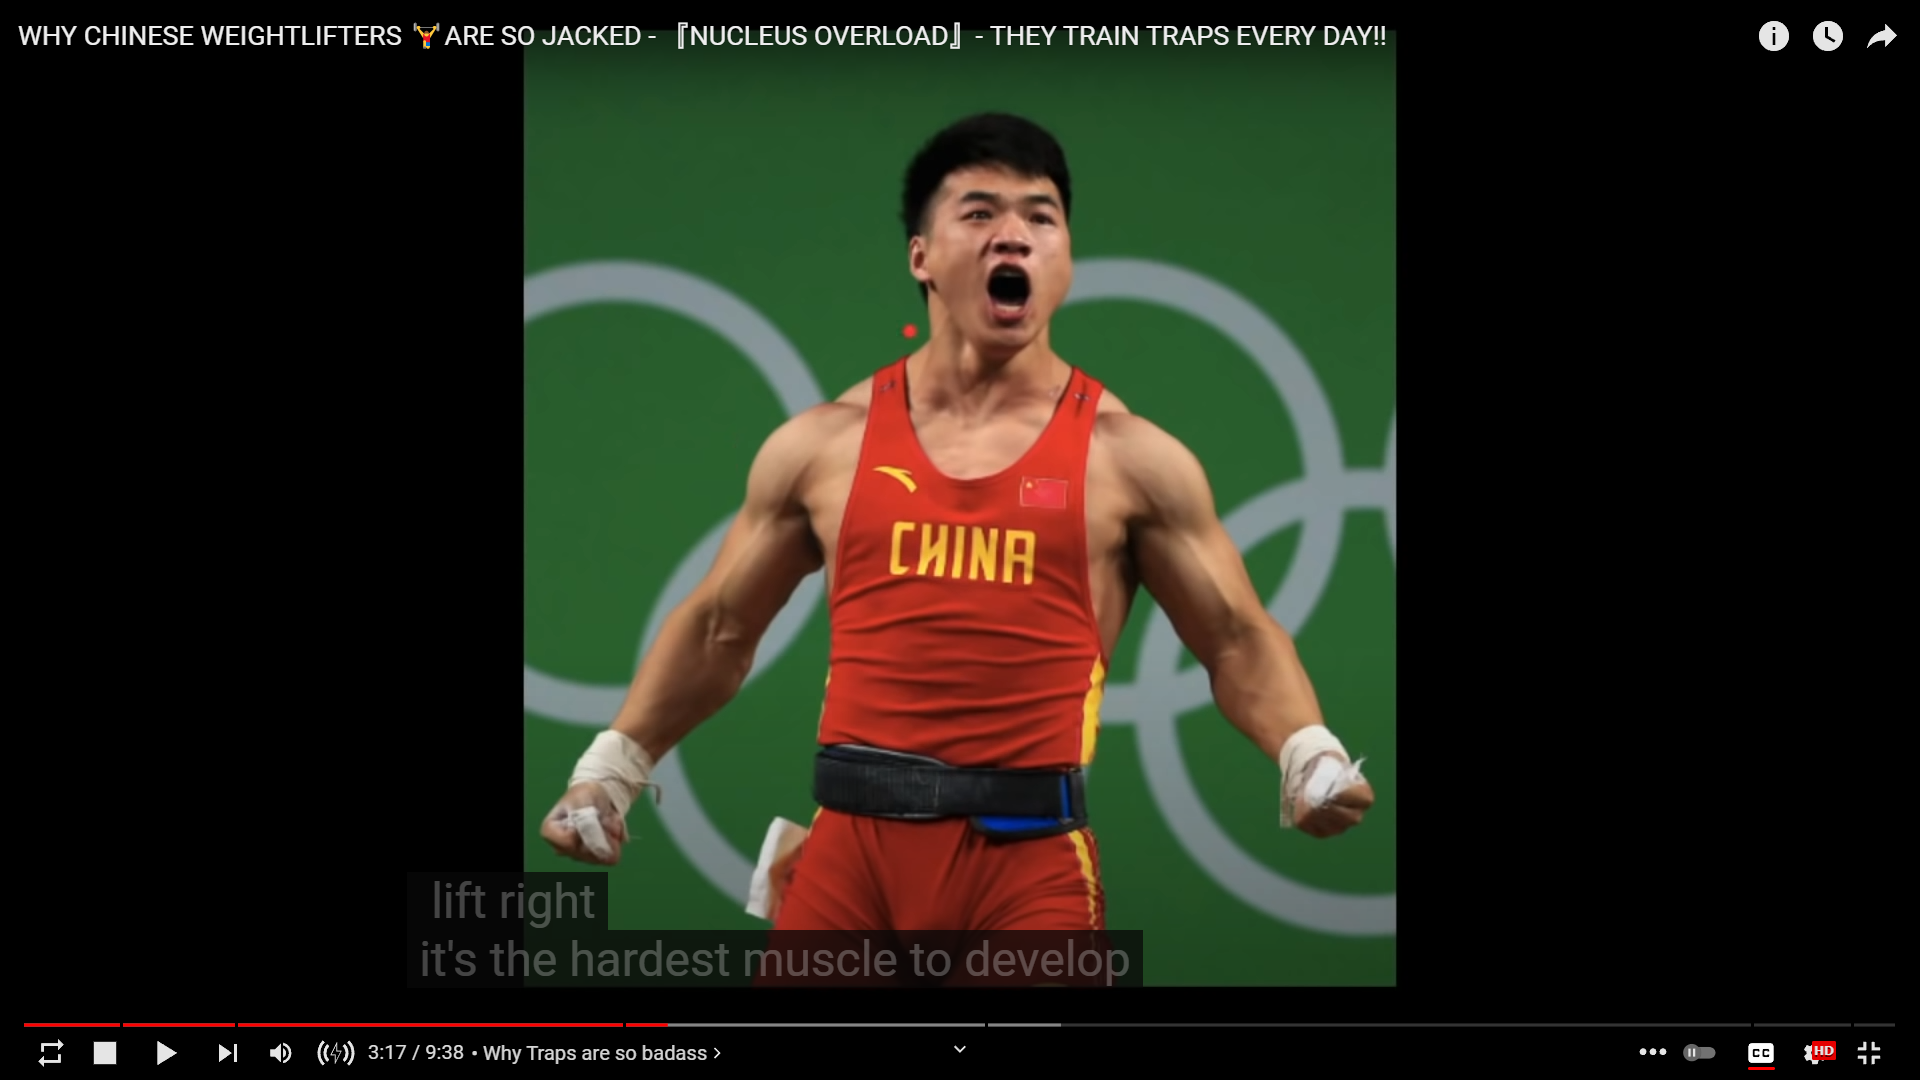 WHY CHINESE WEIGHTLIFTERS 🏋️ARE SO JACKED - 『NUCLEUS OVERLOAD』- THEY TRAIN TRAPS EVERY DAY!!
CHINA
lift right
it's the hardest muscle to develop
3:17 / 9:38 • Why Traps are so badass ›
CC
HD